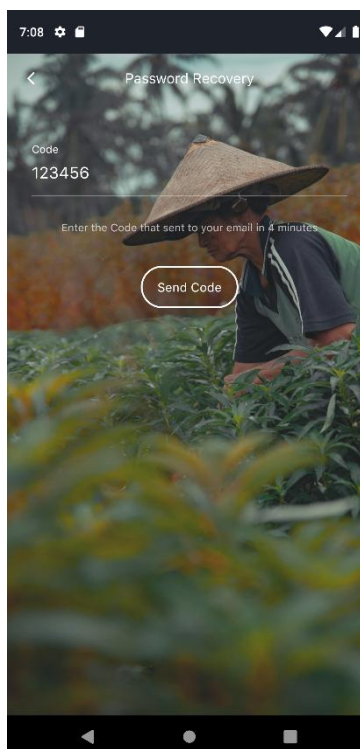 7:08
Password Recovery
Code
123456
Enter the Code that sent to your email in 4 minutes
Send Code